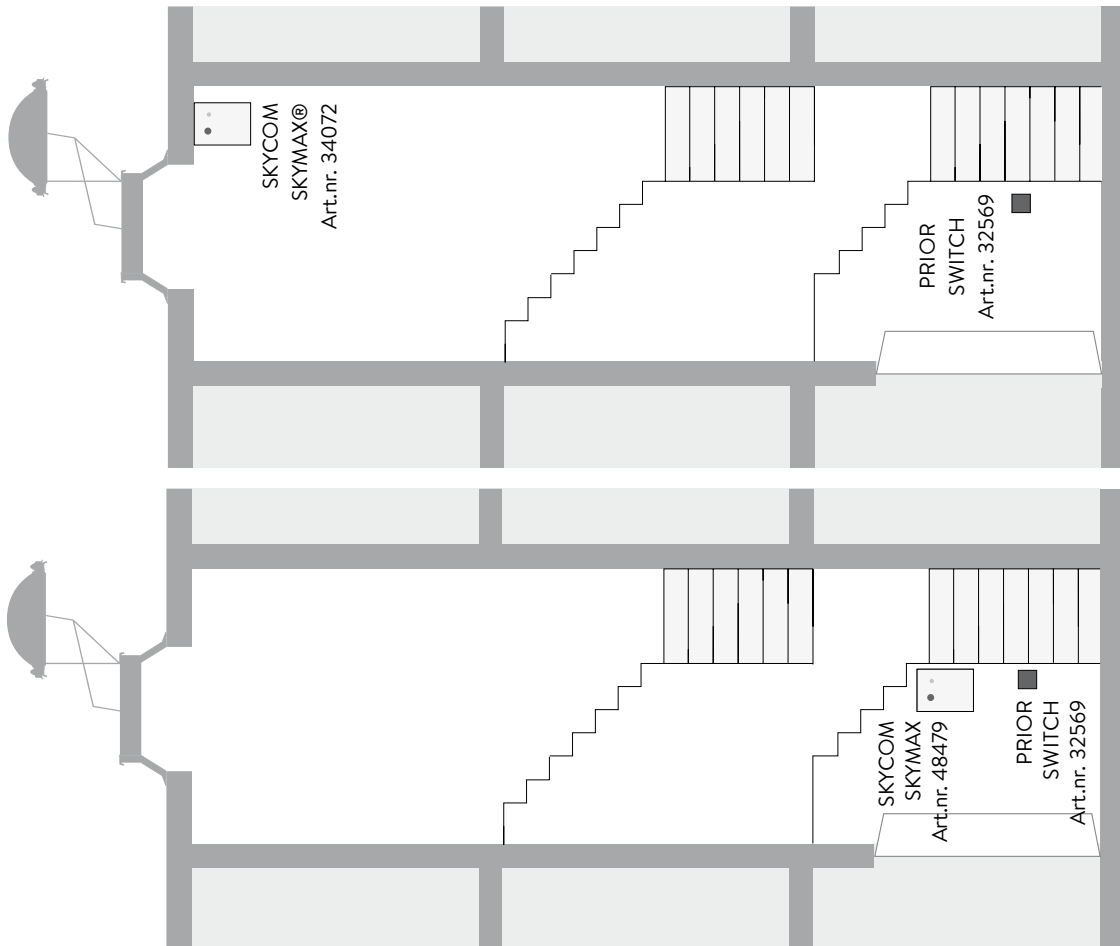 SKYCOM
SKYMAX®
Art.nr. 34072
PRIOR
SWITCH
Art.nr. 32569
SKYCOM
SKYMAX
Art.nr. 48479
PRIOR
SWITCH
Art.nr. 32569